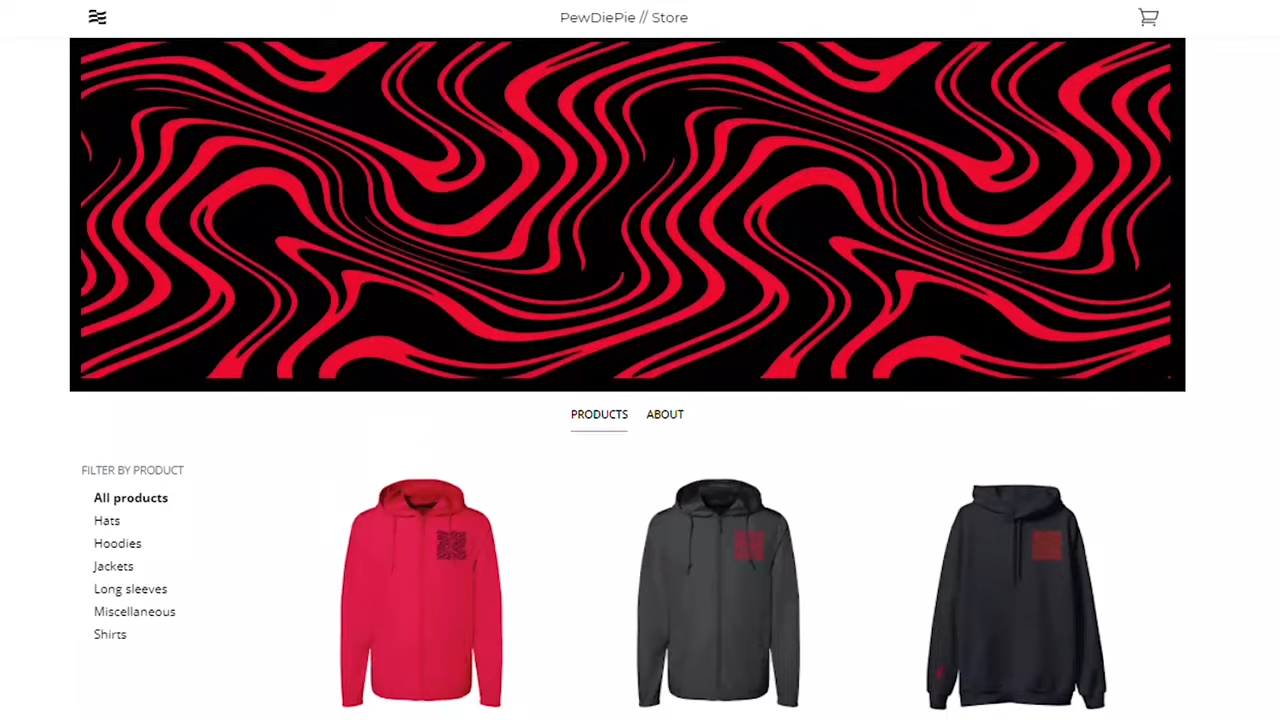 PewDiePie // Store
PRODUCTS ABOUT
FILTER BY PRODUCT
All products
Hats
Hoodies
Jackets
Long sleeves
Miscellaneous
Shirts